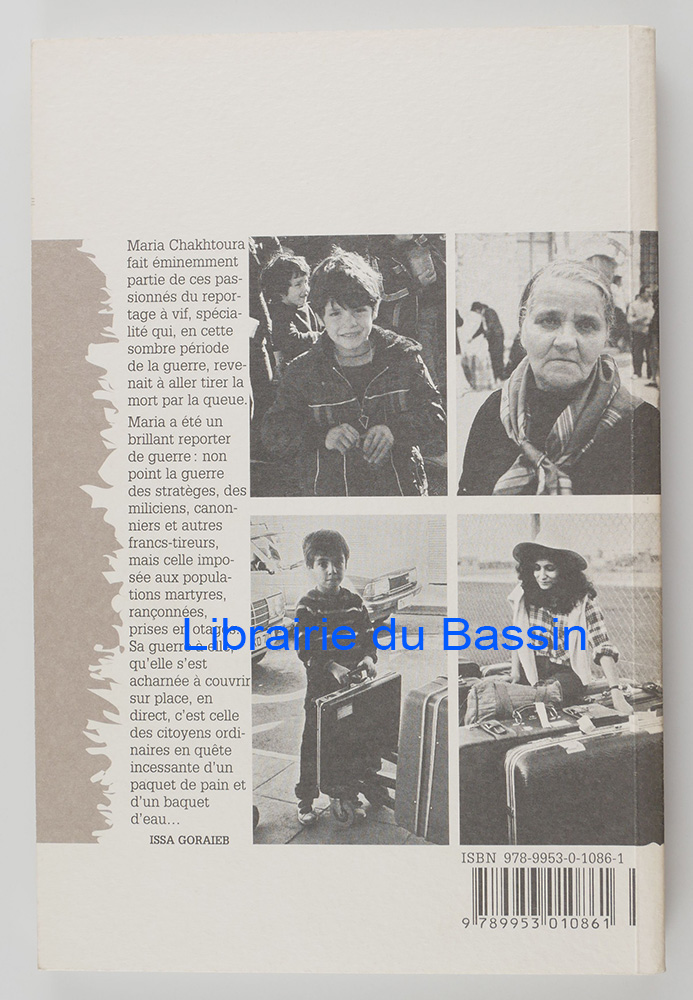 Maria Chakhtoura
fait éminemment
partie de ces pas-
sionnés du repor-
tage à vif, spécia-
lité qui, en cette
sombre période
de la guerre, reve-
nait à aller tirer la
mort par la queue.
Maria a été un
brillant reporter
de guerre : non
point la guerre
des stratèges, des
miliciens, canon-
niers et autres
francs-tireurs,
mais celle impo-
sée aux popula-
tions martyres,
rançonnées,
prises en otages.
Sa guerre à elle,
qu'elle s'est
acharnée à couvrir
sur place, en
direct, c'est celle
des citoyens ordi-
naires en quête
incessante d'un
paquet de pain et
d'un baquet
d'eau…
ISSA GORAIEB
Librairie du Bassin
ISBN 978-9953-0-1086-1
9 789953 010861